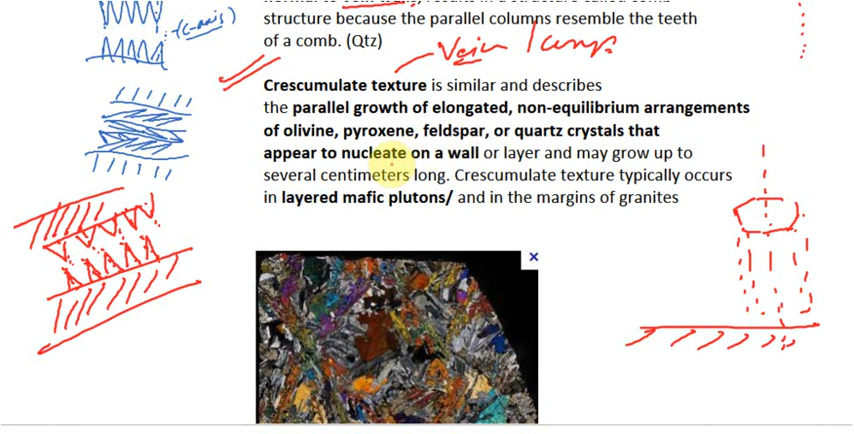 (c-axis)
structure because the parallel columns resemble the teeth
of a comb. (Qtz)
Vein
Crescumulate texture is similar and describes
the parallel growth of elongated, non-equilibrium arrangements
of olivine, pyroxene, feldspar, or quartz crystals that
appear to nucleate on a wall or layer and may grow up to
several centimeters long. Crescumulate texture typically occurs
in layered mafic plutons/ and in the margins of granites